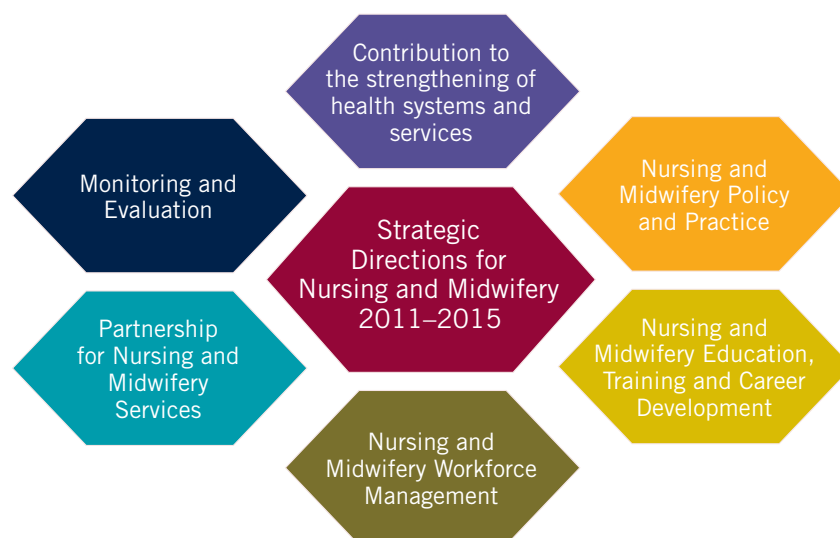 Contribution to
the strengthening of
health systems and
services
Monitoring and
Evaluation
Nursing and
Midwifery Policy
and Practice
Strategic
Directions for
Nursing and Midwifery
2011–2015
Partnership
for Nursing and
Midwifery
Services
Nursing and
Midwifery Education,
Training and Career
Development
Nursing and
Midwifery Workforce
Management